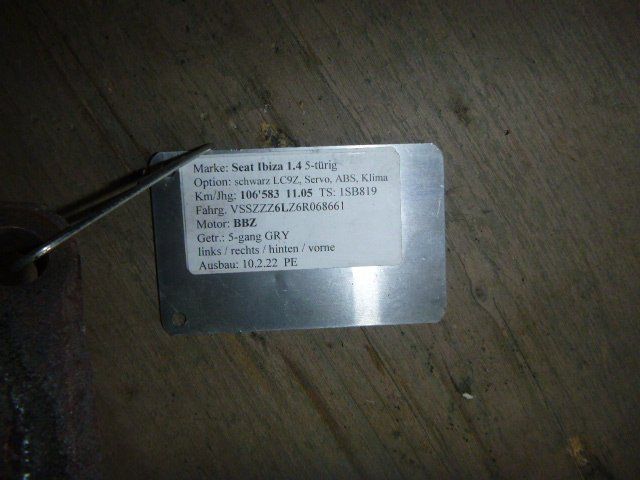 Marke: Seat Ibiza 1.4 5-türig
Option: schwarz LC9Z, Servo, ABS, Klima
Km/Jhg: 106'583 11.05 TS: 1SB819
Fahrg. VSSZZZ6LZ6R068661
Motor: BBZ
Getr.: 5-gang GRY
links / rechts / hinten / vorne
Ausbau: 10.2.22 PE